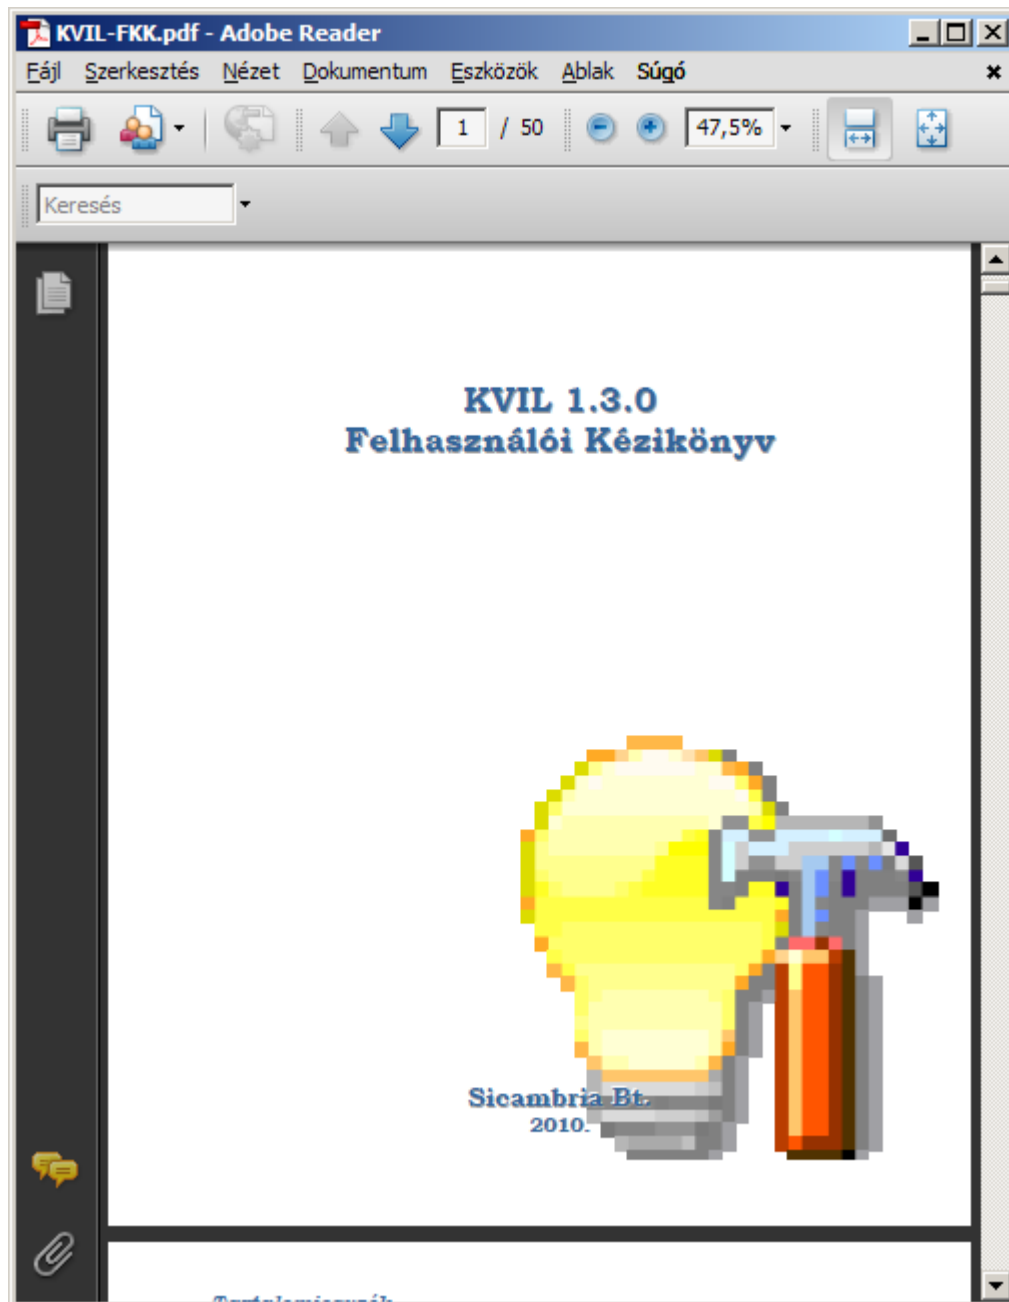 KVIL-FKK.pdf - Adobe Reader
Fájl Szerkesztés Nézet Dokumentum Eszközök Ablak Súgó
1 / 50 47,5%
Keresés
KVIL 1.3.0
Felhasználói Kézikönyv
Sicambria Bt.
2010.